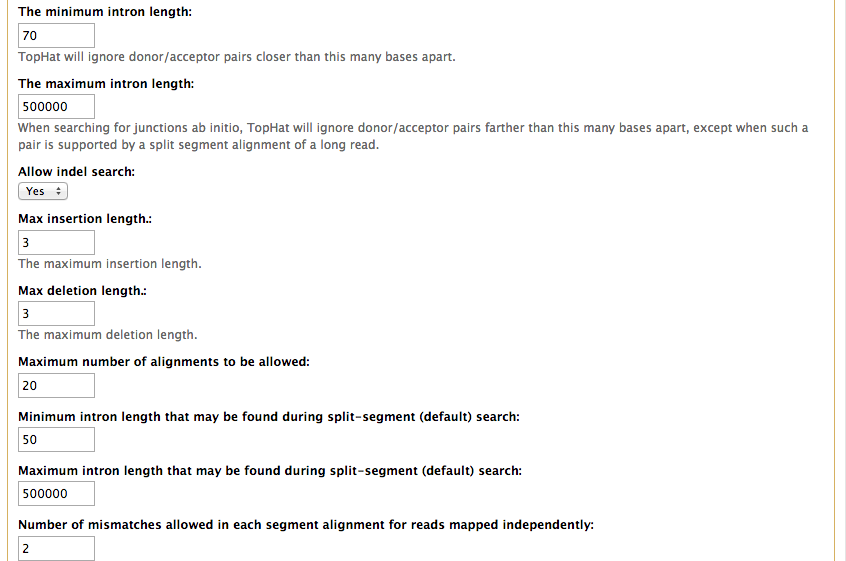 The minimum intron length:
70
TopHat will ignore donor/acceptor pairs closer than this many bases apart.
The maximum intron length:
500000
When searching for junctions ab initio, TopHat will ignore donor/acceptor pairs farther than this many bases apart, except when such a
pair is supported by a split segment alignment of a long read.
Allow indel search:
Yes
Max insertion length.:
3
The maximum insertion length.
Max deletion length.:
3
The maximum deletion length.
Maximum number of alignments to be allowed:
20
Minimum intron length that may be found during split-segment (default) search:
50
Maximum intron length that may be found during split-segment (default) search:
500000
Number of mismatches allowed in each segment alignment for reads mapped independently:
2